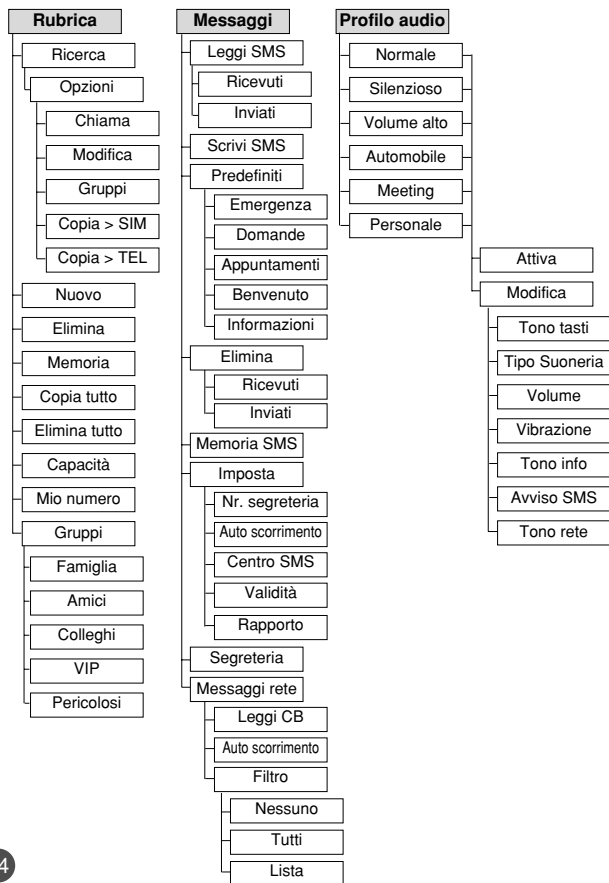 Rubrica
Ricerca
Opzioni
Chiama
Modifica
Gruppi
Copia > SIM
Copia > TEL
Nuovo
Elimina
Memoria
Copia tutto
Elimina tutto
Capacità
Mio numero
Gruppi
Famiglia
Amici
Colleghi
VIP
Pericolosi
Messaggi
Leggi SMS
Ricevuti
Inviati
Scrivi SMS
Predefiniti
Emergenza
Domande
Appuntamenti
Benvenuto
Informazioni
Elimina
Ricevuti
Inviati
Memoria SMS
Imposta
Nr. segreteria
Auto scorrimento
Centro SMS
Validità
Rapporto
Segreteria
Messaggi rete
Leggi CB
Auto scorrimento
Filtro
Nessuno
Tutti
Lista
Profilo audio
Normale
Silenzioso
Volume alto
Automobile
Meeting
Personale
Attiva
Modifica
Tono tasti
Tipo Suoneria
Volume
Vibrazione
Tono info
Avviso SMS
Tono rete
4